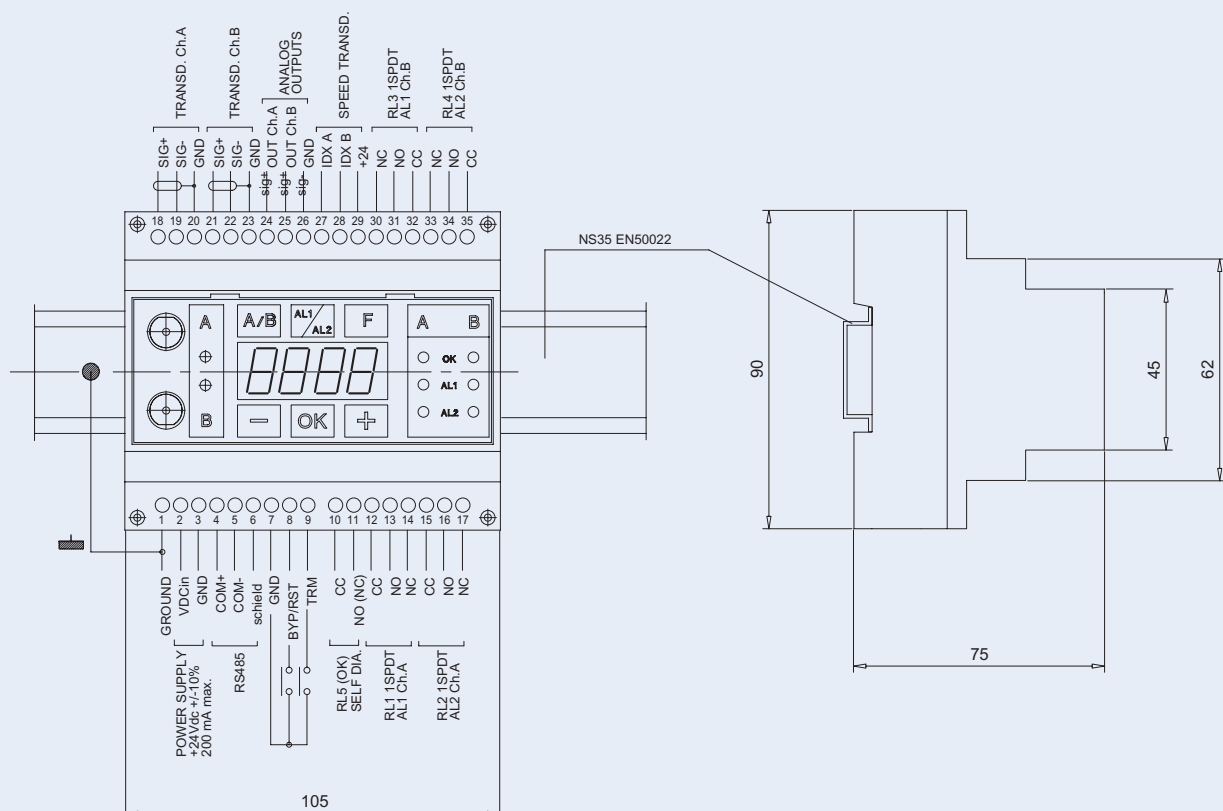 TRANSD. Ch.A
TRANSD. Ch.B
ANALOG
OUTPUTS
SPEED TRANSD.
RL3 1SPDT
AL1 Ch.B
RL4 1SPDT
AL2 Ch.B
SIG+
SIG-
GND
SIG+
SIG-
GND
sig+ OUT Ch.A
sig+ OUT Ch.B
sig- GND
IDX A
IDX B
+24
NC
NO
CC
NC
NO
CC
18 19 20 21 22 23 24 25 26 27 28 29 30 31 32 33 34 35
NS35 EN50022
A A/B AL1/AL2 F A B
8888
OK
AL1
AL2
B − OK +
1 2 3 4 5 6 7 8 9 10 11 12 13 14 15 16 17
GROUND
VDCin
GND
COM+
COM-
schield
GND
BYP/RST
TRM
CC
NO (NC)
CC
NO
NC
CC
NO
NC
POWER SUPPLY
+24Vdc +/-10%
200 mA max.
RS485
RL5 (OK)
SELF DIA.
RL1 1SPDT
AL1 Ch.A
RL2 1SPDT
AL2 Ch.A
105
90
45
62
75